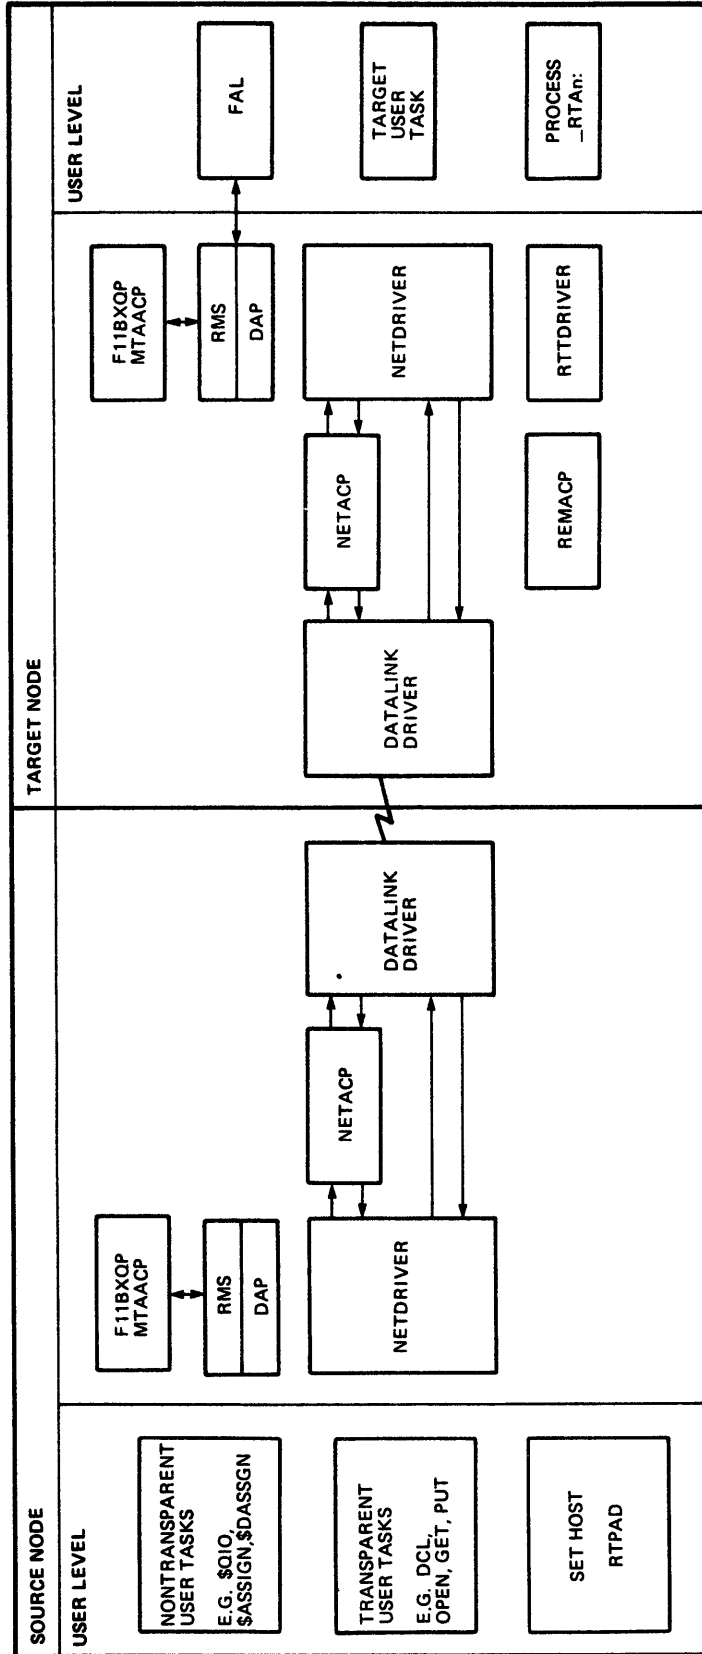 SOURCE NODE
USER LEVEL
NONTRANSPARENT
USER TASKS
E.G. $QIO,
$ASSIGN,$DASSGN
TRANSPARENT
USER TASKS
E.G. DCL,
OPEN, GET, PUT
SET HOST
RTPAD
F11BXQP
MTAACP
RMS
DAP
NETDRIVER
NETACP
DATALINK
DRIVER
TARGET NODE
DATALINK
DRIVER
NETACP
REMACP
F11BXQP
MTAACP
RMS
DAP
NETDRIVER
RTTDRIVER
USER LEVEL
FAL
TARGET
USER
TASK
PROCESS
_RTAn: